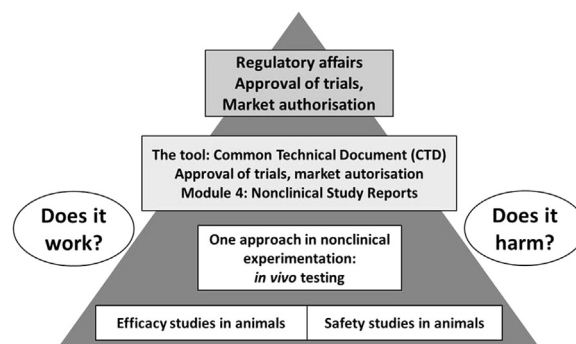 Regulatory affairs
Approval of trials,
Market authorisation
The tool: Common Technical Document (CTD)
Approval of trials, market autorisation
Module 4: Nonclinical Study Reports
Does it
work?
Does it
harm?
One approach in nonclinical
experimentation:
in vivo testing
Efficacy studies in animals
Safety studies in animals